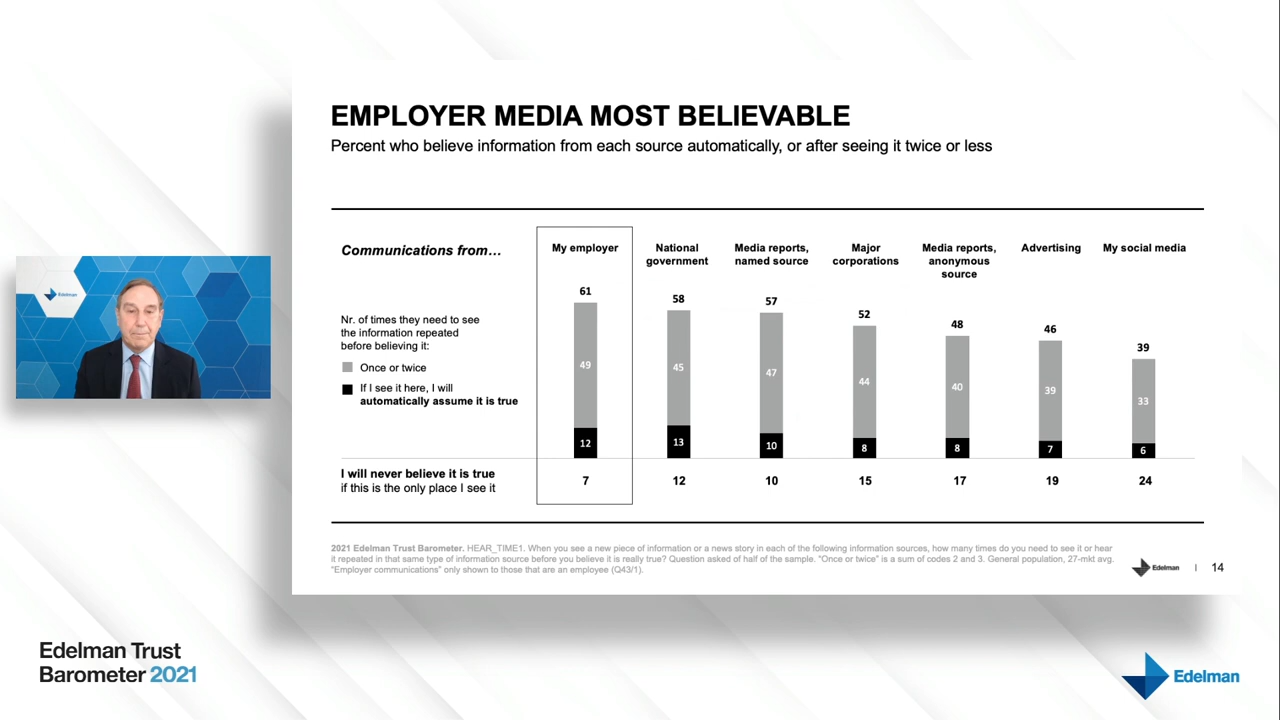 EMPLOYER MEDIA MOST BELIEVABLE
Percent who believe information from each source automatically, or after seeing it twice or less
Communications from…
My employer
National
government
Media reports,
named source
Major
corporations
Media reports,
anonymous
source
Advertising
My social media
Nr. of times they need to see
the information repeated
before believing it:
Once or twice
If I see it here, I will
automatically assume it is true
61
58
57
52
48
46
39
49
45
47
44
40
39
33
12
13
10
8
8
7
6
I will never believe it is true
if this is the only place I see it
7
12
10
15
17
19
24
2021 Edelman Trust Barometer. HEAR_TIME1. When you see a new piece of information or a news story in each of the following information sources, how many times do you need to see it or hear
it repeated in that same type of information source before you believe it is really true? Question asked of half of the sample. "Once or twice" is a sum of codes 2 and 3. General population, 27-mkt avg.
"Employer communications" only shown to those that are an employee (Q43/1).
Edelman
14
Edelman
Edelman Trust
Barometer 2021
Edelman